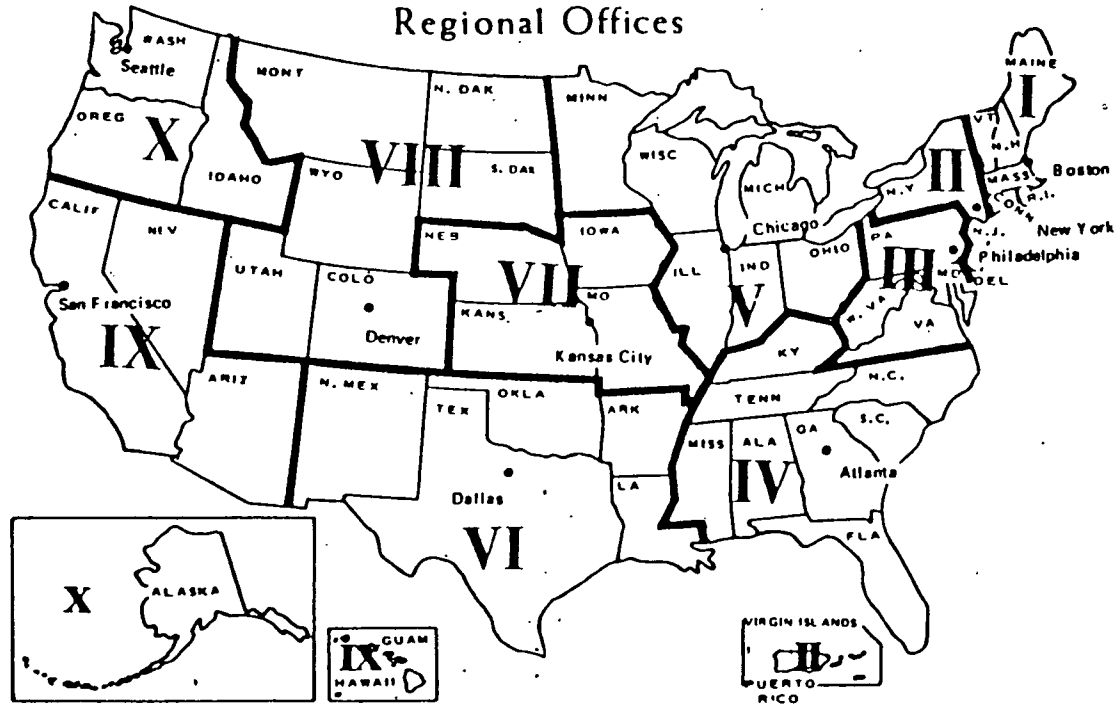 Regional Offices
WASH
Seattle
OREG
X
IDAHO
MONT
VIII
WYO
N. DAK
S. DAK
MINN
WISC
MICH
Chicago
IOWA
ILL
IND
OHIO
V
MAINE
I
VT
N.H
MASS
Boston
R.I.
CONN
N.Y
II
New York
N.J.
PA
Philadelphia
III
MD
DEL
W. VA
VA
CALIF
NEV
San Francisco
IX
UTAH
COLO
Denver
NEB
VII
KANS
MO
Kansas City
KY
TENN
N.C.
S.C.
ARIZ
N. MEX
TEX
OKLA
ARK
LA
Dallas
VI
MISS
ALA
GA
IV
Atlanta
FLA
X
ALASKA
GUAM
IX
HAWAII
VIRGIN ISLANDS
II
PUERTO
RICO